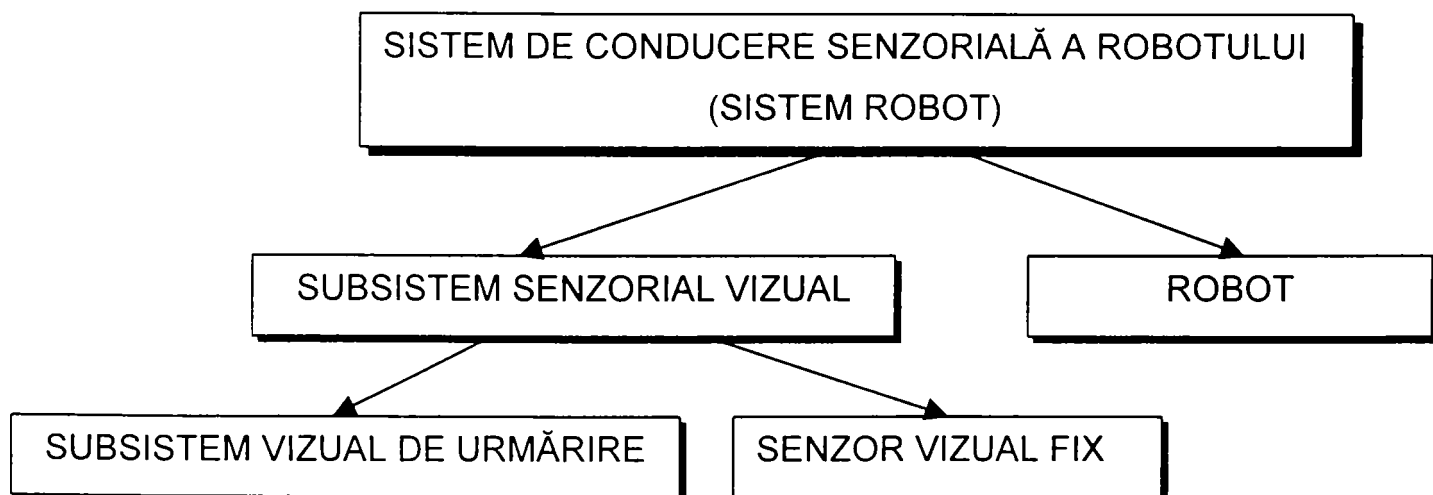 SISTEM DE CONDUCERE SENZORIALĂ A ROBOTULUI
(SISTEM ROBOT)
SUBSISTEM SENZORIAL VIZUAL
ROBOT
SUBSISTEM VIZUAL DE URMĂRIRE
SENZOR VIZUAL FIX